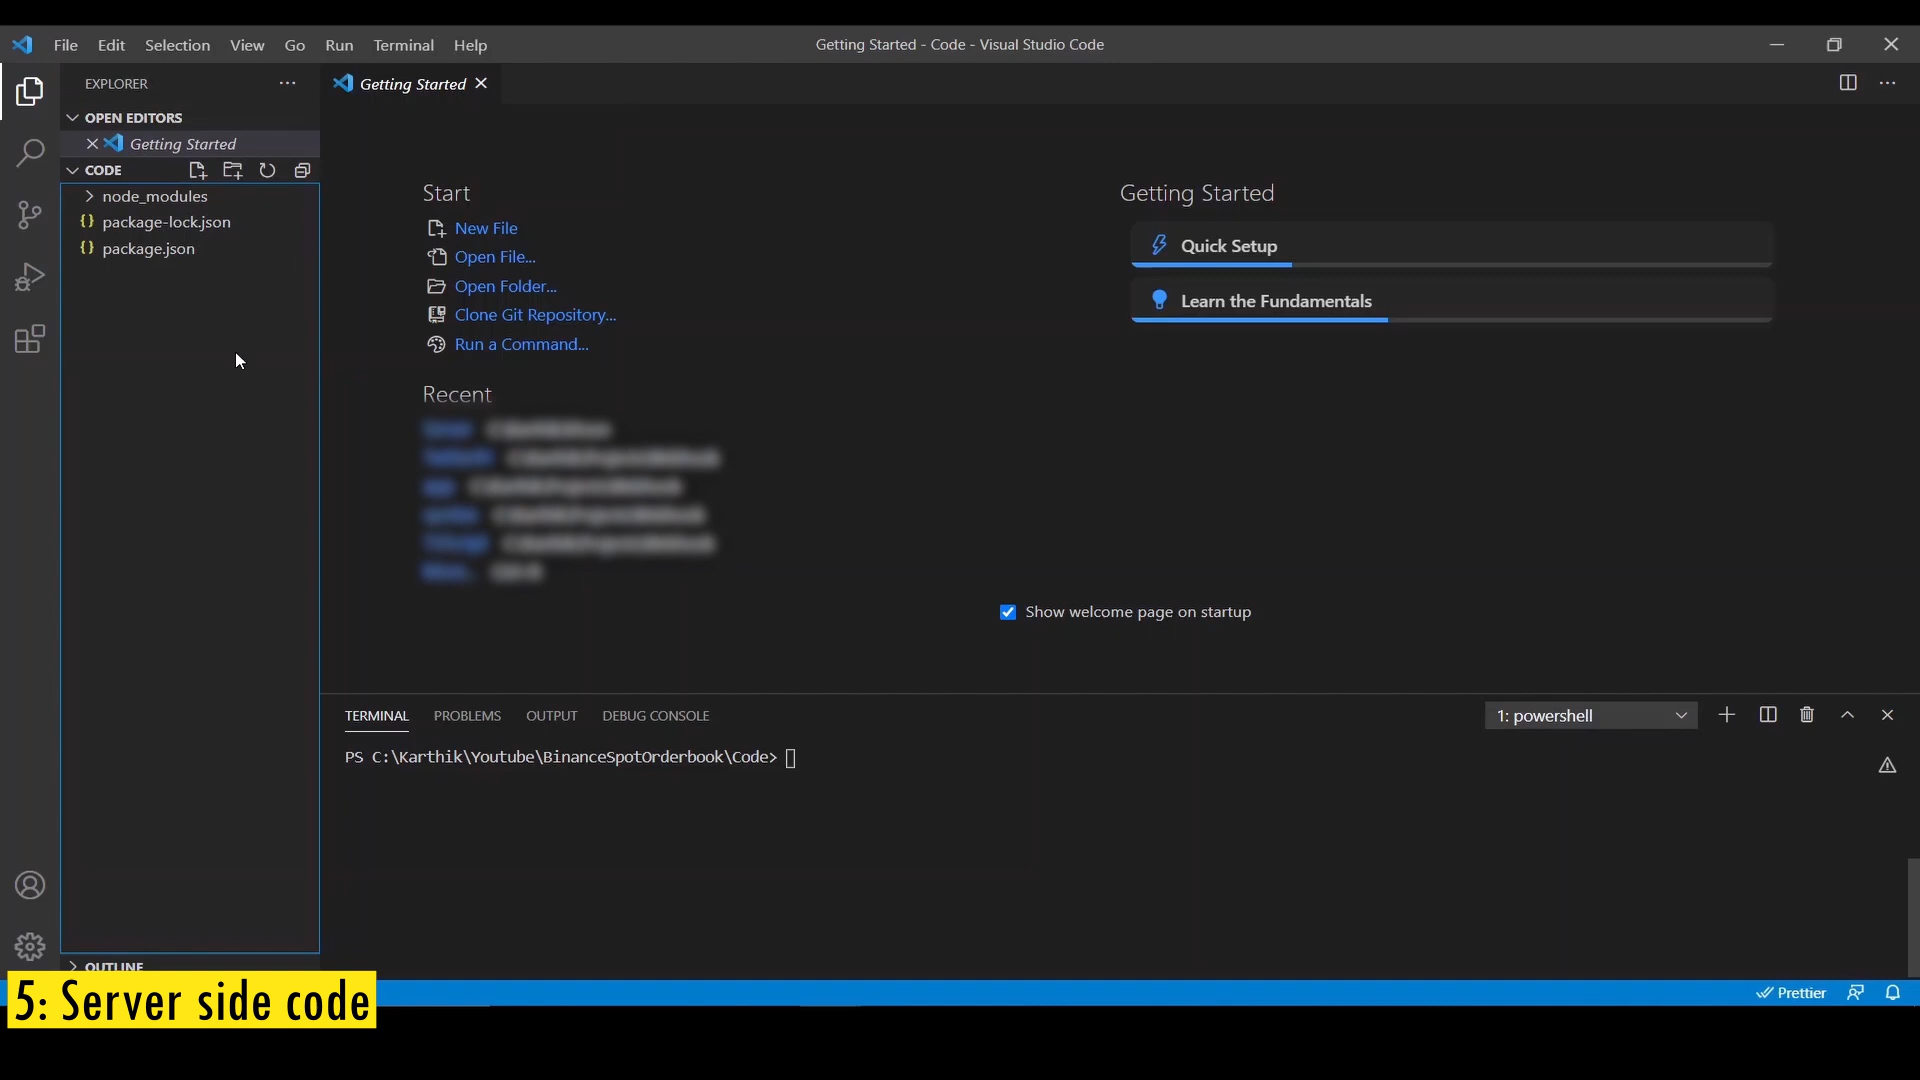 File Edit Selection View Go Run Terminal Help
Getting Started - Code - Visual Studio Code
EXPLORER
OPEN EDITORS
Getting Started
CODE
node_modules
package-lock.json
package.json
OUTLINE
Getting Started
Start
New File
Open File...
Open Folder...
Clone Git Repository...
Run a Command...
Recent
Getting Started
Quick Setup
Learn the Fundamentals
Show welcome page on startup
TERMINAL PROBLEMS OUTPUT DEBUG CONSOLE
1: powershell
PS C:\Karthik\Youtube\BinanceSpotOrderbook\Code>
5: Server side code
Prettier